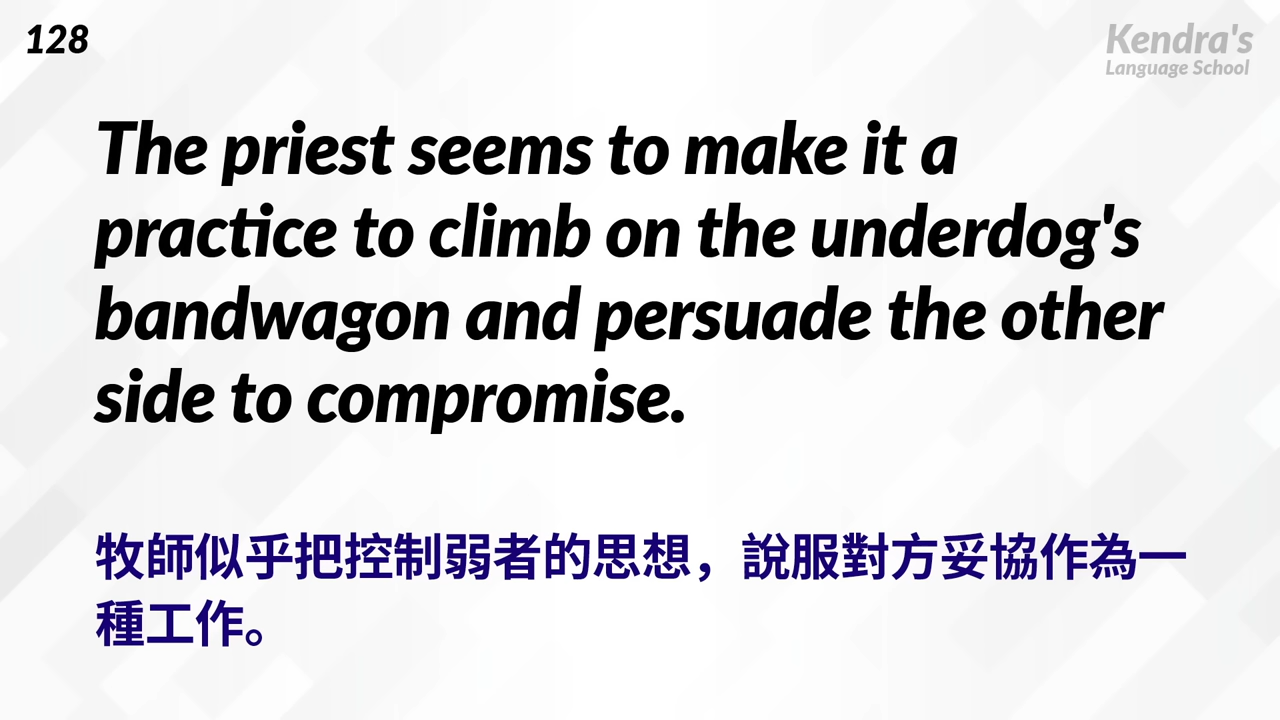 128
Kendra's
Language School
The priest seems to make it a
practice to climb on the underdog's
bandwagon and persuade the other
side to compromise.
牧師似乎把控制弱者的思想，說服對方妥協作為一
種工作。